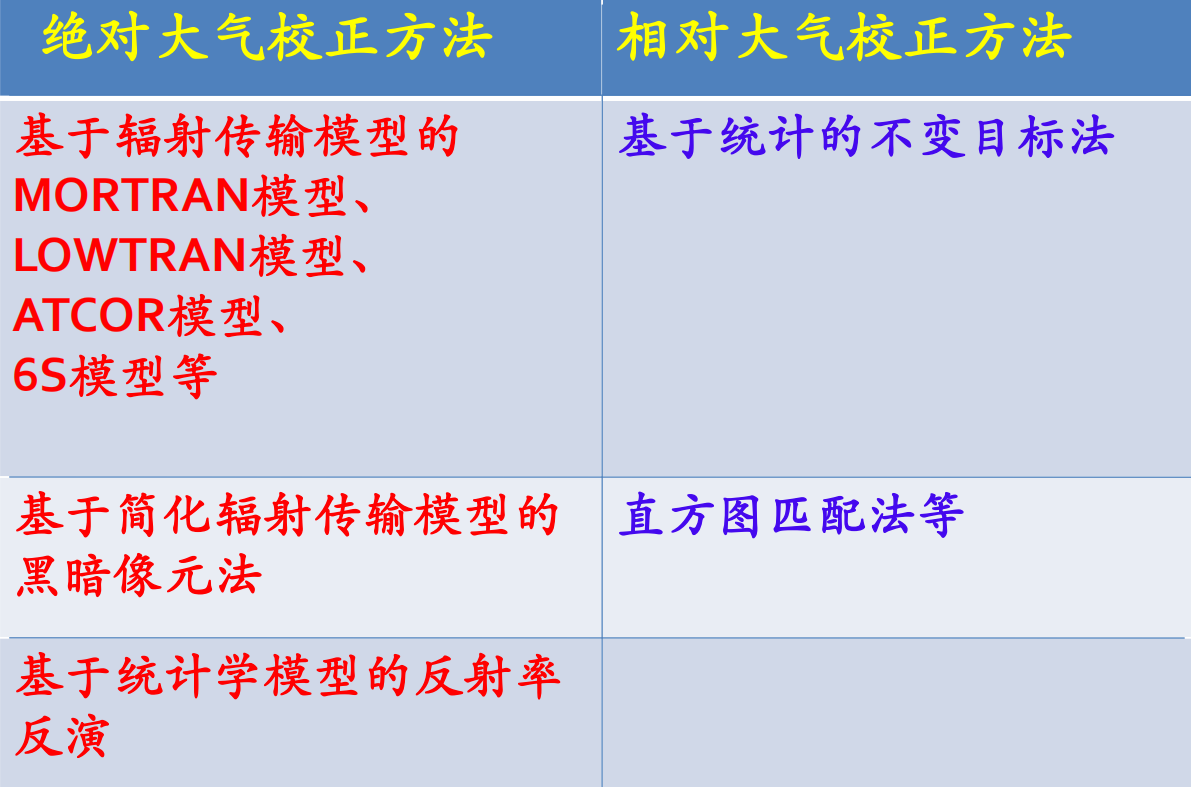 绝对大气校正方法
相对大气校正方法
基于辐射传输模型的
MORTRAN模型、
LOWTRAN模型、
ATCOR模型、
6S模型等
基于统计的不变目标法
基于简化辐射传输模型的
黑暗像元法
直方图匹配法等
基于统计学模型的反射率
反演